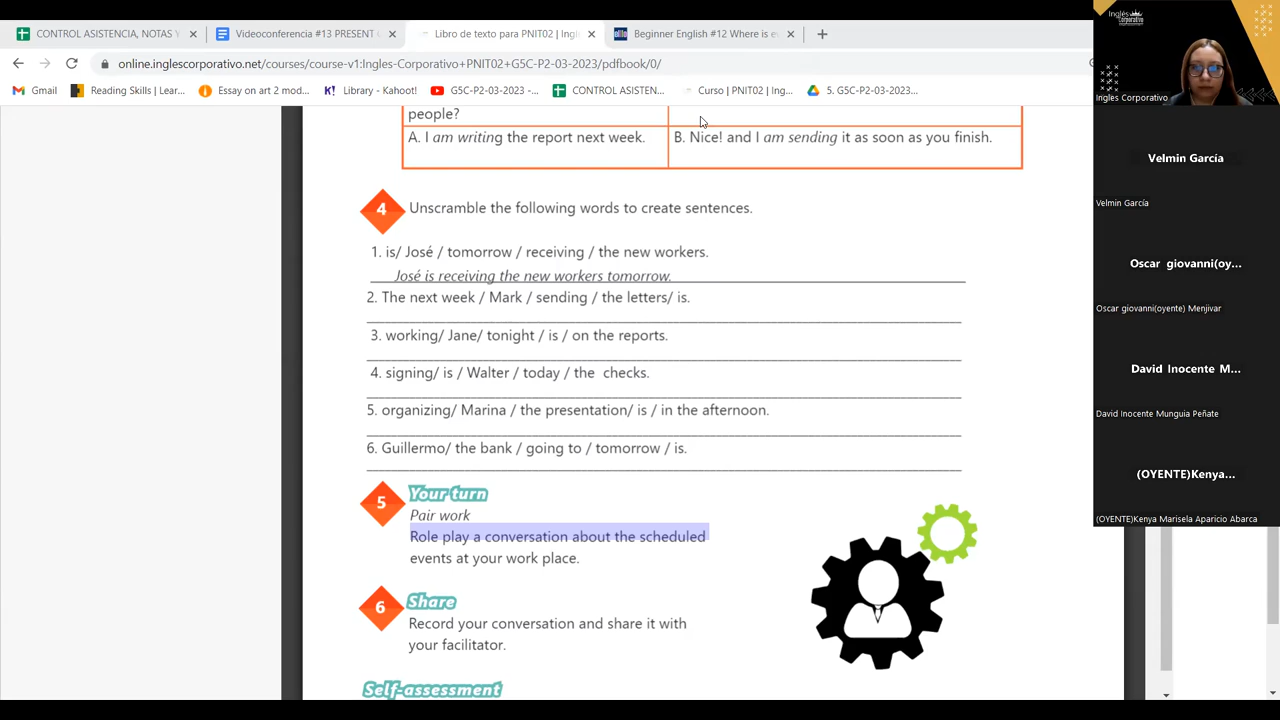 CONTROL ASISTENCIA, NOTAS Y
Videoconferencia #13 PRESENT
Libro de texto para PNIT02 | Ingl
Beginner English #12 Where is e
online.inglescorporativo.net/courses/course-v1:Ingles-Corporativo+PNIT02+G5C-P2-03-2023/pdfbook/0/
Gmail
Reading Skills | Lear...
Essay on art 2 mod...
Library - Kahoot!
G5C-P2-03-2023 -...
CONTROL ASISTEN...
Curso | PNIT02 | Ing...
5. G5C-P2-03-2023...
people?
A. I am writing the report next week.
B. Nice! and I am sending it as soon as you finish.
4
Unscramble the following words to create sentences.
1. is/ José / tomorrow / receiving / the new workers.
José is receiving the new workers tomorrow.
2. The next week / Mark / sending / the letters/ is.
3. working/ Jane/ tonight / is / on the reports.
4. signing/ is / Walter / today / the checks.
5. organizing/ Marina / the presentation/ is / in the afternoon.
6. Guillermo/ the bank / going to / tomorrow / is.
5
Your turn
Pair work
Role play a conversation about the scheduled
events at your work place.
6
Share
Record your conversation and share it with
your facilitator.
Self-assessment
Inglés
Corporativo
Ingles Corporativo
Velmin García
Velmin García
Oscar giovanni(oy...
Oscar giovanni(oyente) Menjivar
David Inocente M...
David Inocente Munguia Peñate
(OYENTE)Kenya...
(OYENTE)Kenya Marisela Aparicio Abarca